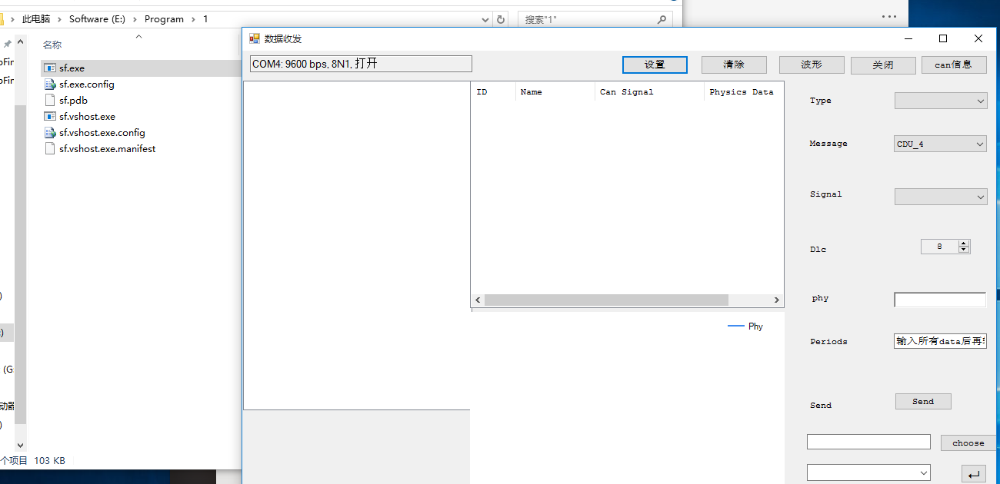 此电脑 › Software (E:) › Program › 1
搜索"1"
名称
sf.exe
sf.exe.config
sf.pdb
sf.vshost.exe
sf.vshost.exe.config
sf.vshost.exe.manifest
(G
动器
个项目 103 KB
数据收发
COM4: 9600 bps, 8N1, 打开
设置 清除 波形 关闭 can信息
ID Name Can Signal Physics Data
Phy
Type
Message CDU_4
Signal
Dlc 8
phy
Periods 输入所有data后再
Send Send
choose